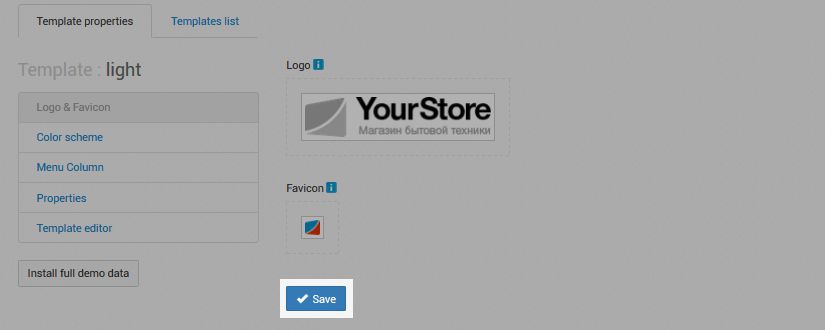 Template properties
Templates list
Template : light
Logo & Favicon
Color scheme
Menu Column
Properties
Template editor
Install full demo data
Logo
YourStore
Магазин бытовой техники
Favicon
Save